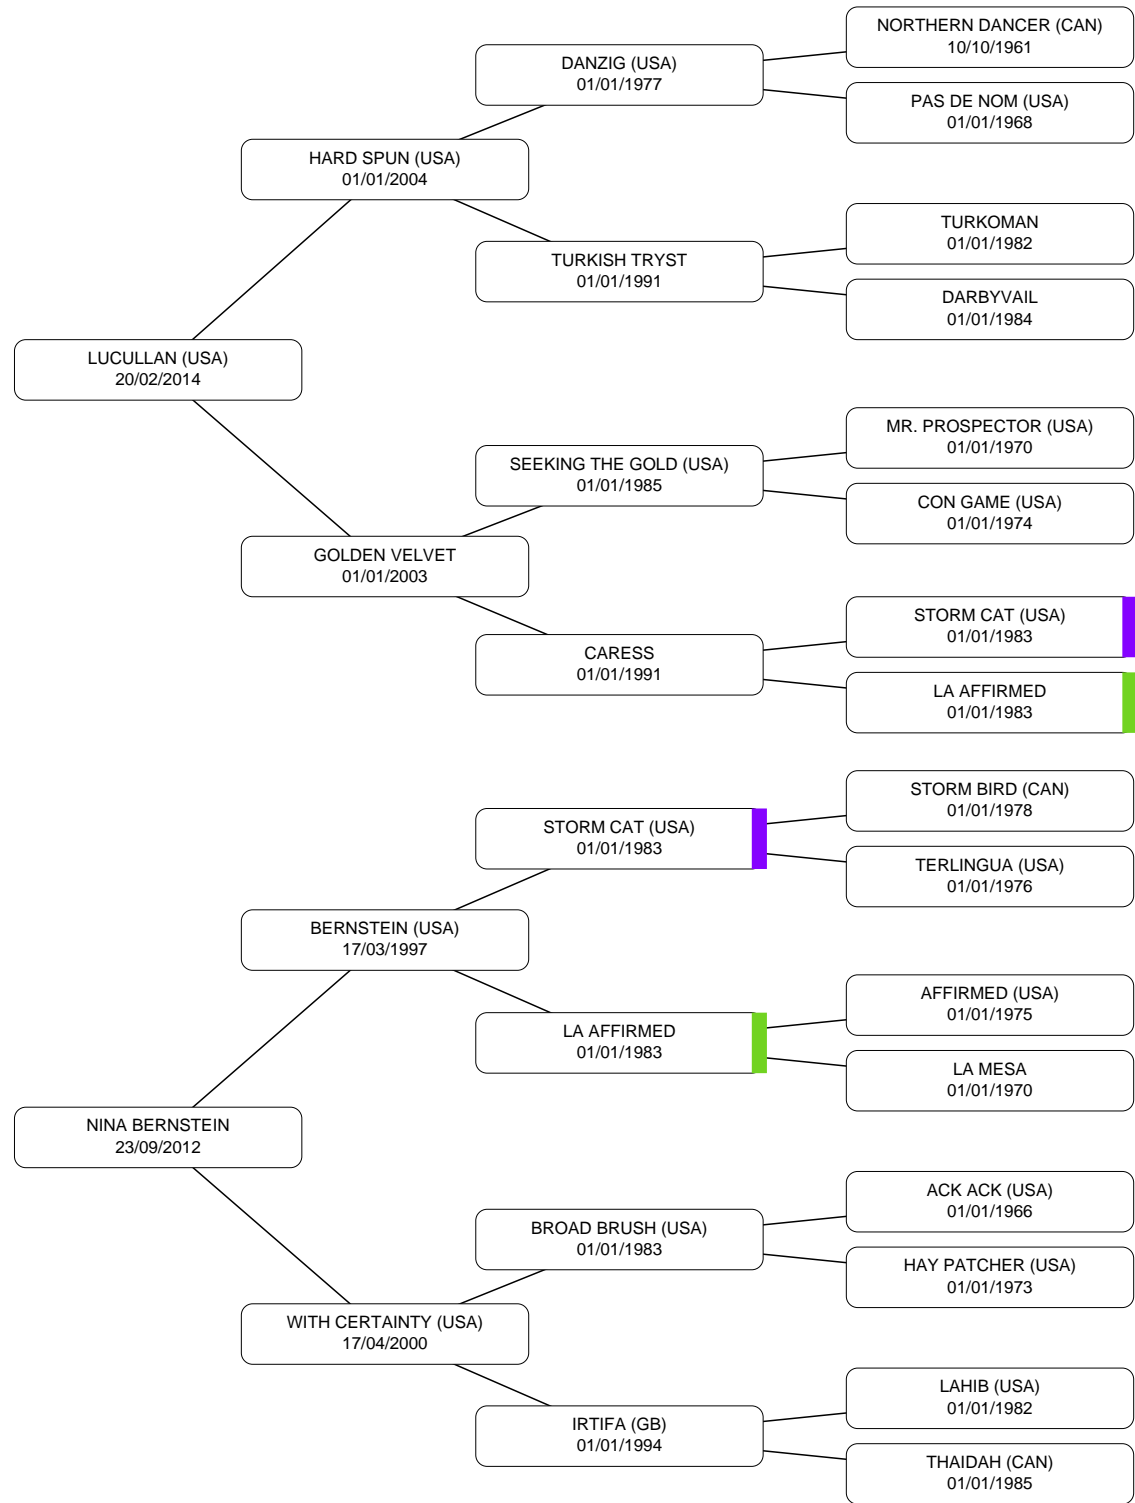 NORTHERN DANCER (CAN)
10/10/1961
DANZIG (USA)
01/01/1977
PAS DE NOM (USA)
01/01/1968
HARD SPUN (USA)
01/01/2004
TURKOMAN
01/01/1982
TURKISH TRYST
01/01/1991
DARBYVAIL
01/01/1984
LUCULLAN (USA)
20/02/2014
MR. PROSPECTOR (USA)
01/01/1970
SEEKING THE GOLD (USA)
01/01/1985
CON GAME (USA)
01/01/1974
GOLDEN VELVET
01/01/2003
STORM CAT (USA)
01/01/1983
CARESS
01/01/1991
LA AFFIRMED
01/01/1983
STORM BIRD (CAN)
01/01/1978
STORM CAT (USA)
01/01/1983
TERLINGUA (USA)
01/01/1976
BERNSTEIN (USA)
17/03/1997
AFFIRMED (USA)
01/01/1975
LA AFFIRMED
01/01/1983
LA MESA
01/01/1970
NINA BERNSTEIN
23/09/2012
ACK ACK (USA)
01/01/1966
BROAD BRUSH (USA)
01/01/1983
HAY PATCHER (USA)
01/01/1973
WITH CERTAINTY (USA)
17/04/2000
LAHIB (USA)
01/01/1982
IRTIFA (GB)
01/01/1994
THAIDAH (CAN)
01/01/1985